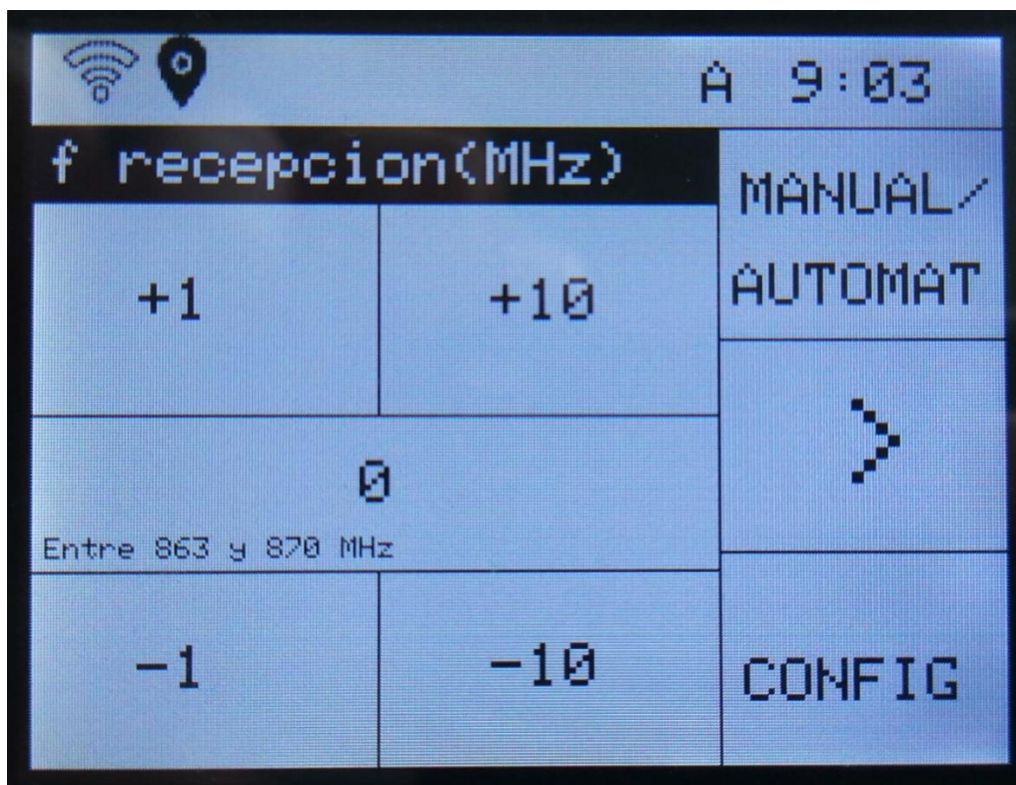 A 9:03
f recepcion(MHz)
MANUAL/
AUTOMAT
+1 +10
>
0
Entre 863 y 870 MHz
-1 -10
CONFIG